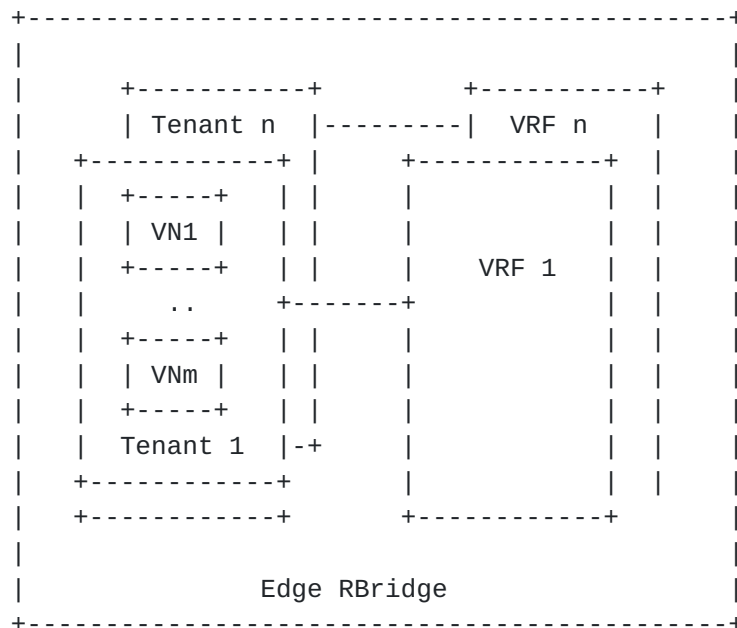 Tenant n VRF n
VN1
VRF 1
..
VNm
Tenant 1
Edge RBridge